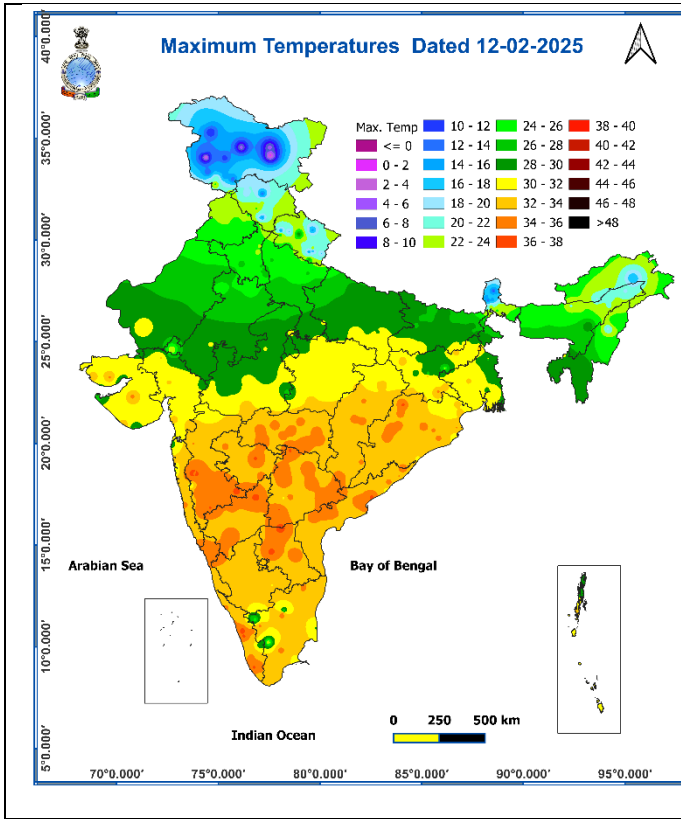 Maximum Temperatures Dated 12-02-2025
Max. Temp
<= 0
0 - 2
2 - 4
4 - 6
6 - 8
8 - 10
10 - 12
12 - 14
14 - 16
16 - 18
18 - 20
20 - 22
22 - 24
24 - 26
26 - 28
28 - 30
30 - 32
32 - 34
34 - 36
36 - 38
38 - 40
40 - 42
42 - 44
44 - 46
46 - 48
>48
40°0.000'
35°0.000'
30°0.000'
25°0.000'
20°0.000'
15°0.000'
10°0.000'
5°0.000'
Arabian Sea
Bay of Bengal
Indian Ocean
0 250 500 km
70°0.000' 75°0.000' 80°0.000' 85°0.000' 90°0.000' 95°0.000'